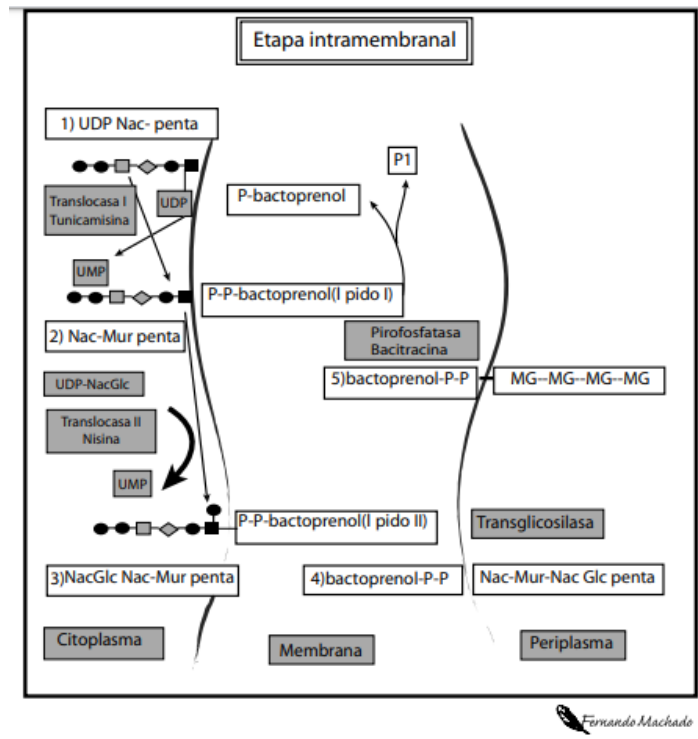 Etapa intramembranal
1) UDP Nac- penta
P1
Translocasa I
Tunicamisina
UDP
P-bactoprenol
UMP
P-P-bactoprenol(l pido I)
2) Nac-Mur penta
Pirofosfatasa
Bacitracina
UDP-NacGlc
5)bactoprenol-P-P
MG--MG--MG--MG
Translocasa II
Nisina
UMP
P-P-bactoprenol(l pido II)
Transglicosilasa
3)NacGlc Nac-Mur penta
4)bactoprenol-P-P
Nac-Mur-Nac Glc penta
Citoplasma
Membrana
Periplasma
Fernando Machado